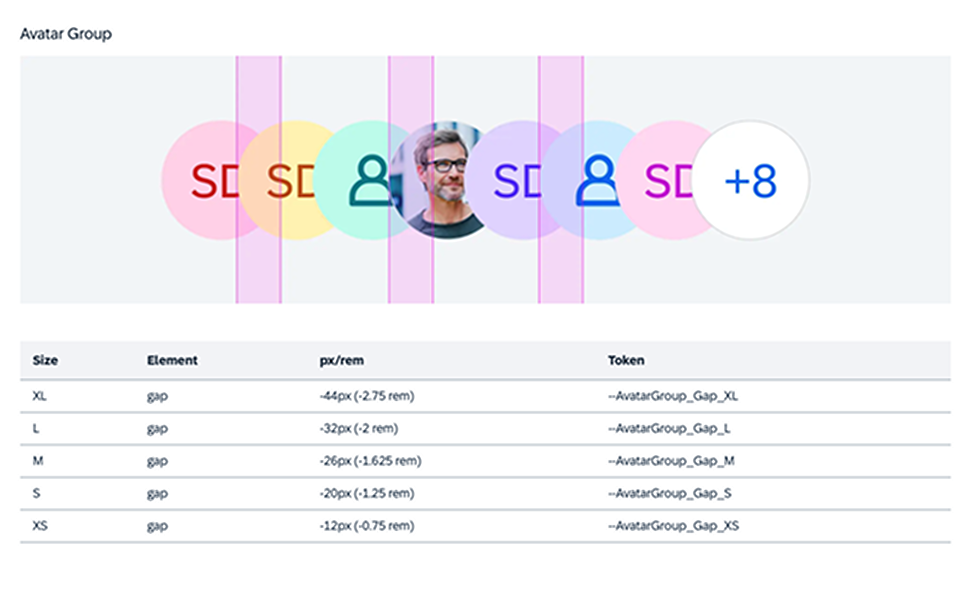 Avatar Group
SD SD SD SD +8
Size Element px/rem Token
XL gap -44px (-2.75 rem) --AvatarGroup_Gap_XL
L gap -32px (-2 rem) --AvatarGroup_Gap_L
M gap -26px (-1.625 rem) --AvatarGroup_Gap_M
S gap -20px (-1.25 rem) --AvatarGroup_Gap_S
XS gap -12px (-0.75 rem) --AvatarGroup_Gap_XS